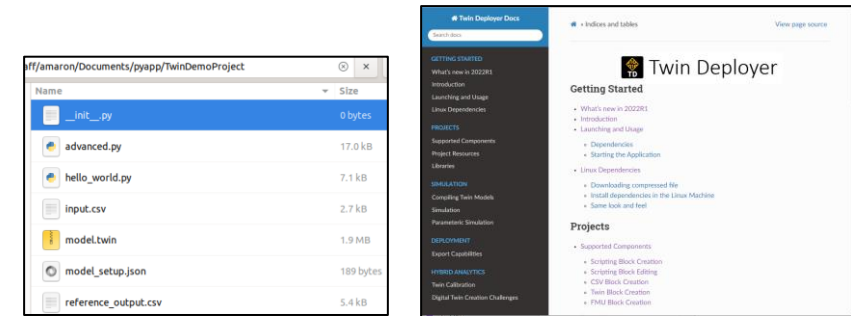 aff/amaron/Documents/pyapp/TwinDemoProject
Name Size
__init__.py 0 bytes
advanced.py 17.0 kB
hello_world.py 7.1 kB
input.csv 2.7 kB
model.twin 1.9 MB
model_setup.json 189 bytes
reference_output.csv 5.4 kB
Twin Deployer Docs
Search docs
GETTING STARTED
What's new in 2022R1
Introduction
Launching and Usage
Linux Dependencies
PROJECTS
Supported Components
Project Resources
Libraries
SIMULATION
Compiling Twin Models
Simulation
Parametric Simulation
DEPLOYMENT
Export Capabilities
HYBRID ANALYTICS
Twin Calibration
Digital Twin Creation Challenges
» Indices and tables View page source
TD Twin Deployer
Getting Started
• What's new in 2022R1
• Introduction
• Launching and Usage
• Dependencies
• Starting the Application
• Linux Dependencies
• Downloading compressed file
• Install dependencies in the Linux Machine
• Same look and feel
Projects
• Supported Components
• Scripting Block Creation
• Scripting Block Editing
• CSV Block Creation
• Twin Block Creation
• FMU Block Creation